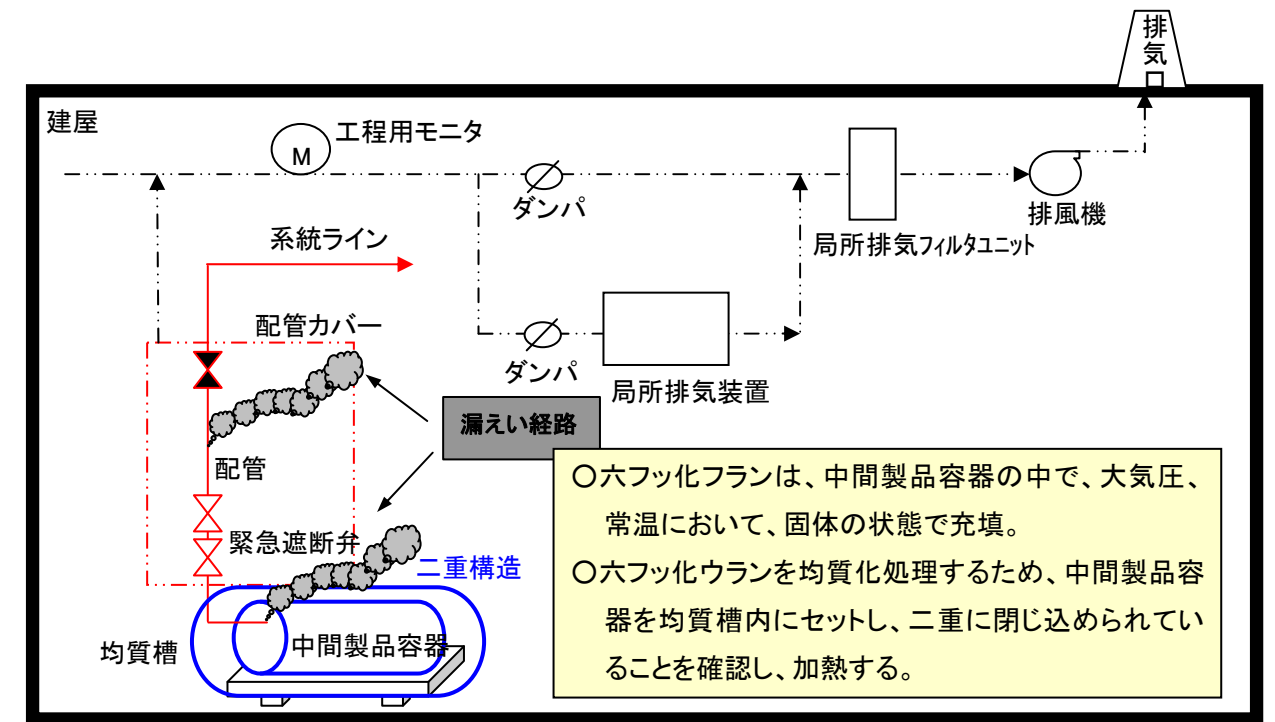 排
気
口
建屋
工程用モニタ
M
ダンパ
排風機
局所排気フィルタユニット
系統ライン
配管カバー
ダンパ
局所排気装置
漏えい経路
配管
緊急遮断弁
二重構造
均質槽
中間製品容器
○六フッ化フランは、中間製品容器の中で、大気圧、
常温において、固体の状態で充填。
○六フッ化ウランを均質化処理するため、中間製品容
器を均質槽内にセットし、二重に閉じ込められてい
ることを確認し、加熱する。